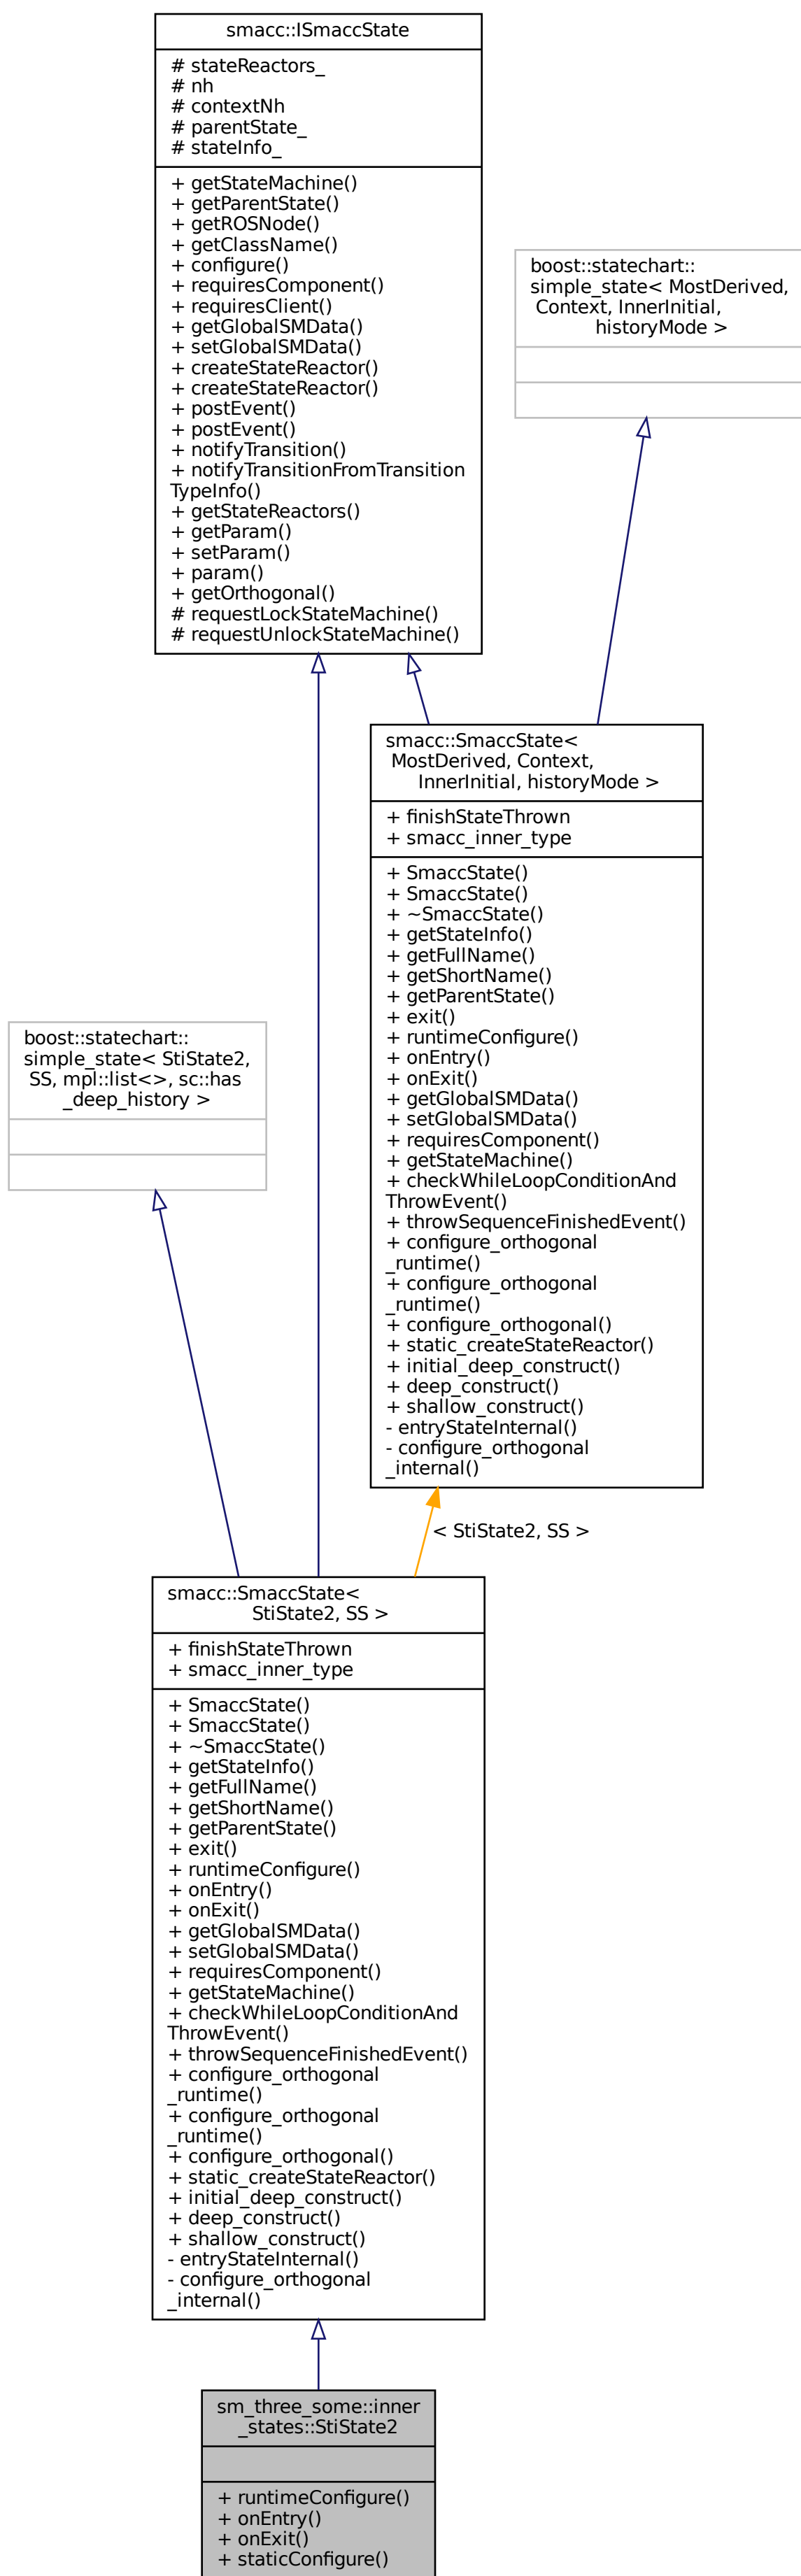 smacc::ISmaccState
# stateReactors_
# nh
# contextNh
# parentState_
# stateInfo_
+ getStateMachine()
+ getParentState()
+ getROSNode()
+ getClassName()
+ configure()
+ requiresComponent()
+ requiresClient()
+ getGlobalSMData()
+ setGlobalSMData()
+ createStateReactor()
+ createStateReactor()
+ postEvent()
+ postEvent()
+ notifyTransition()
+ notifyTransitionFromTransition
TypeInfo()
+ getStateReactors()
+ getParam()
+ setParam()
+ param()
+ getOrthogonal()
# requestLockStateMachine()
# requestUnlockStateMachine()
boost::statechart::
simple_state< MostDerived,
Context, InnerInitial,
historyMode >
smacc::SmaccState<
MostDerived, Context,
InnerInitial, historyMode >
+ finishStateThrown
+ smacc_inner_type
+ SmaccState()
+ SmaccState()
+ ~SmaccState()
+ getStateInfo()
+ getFullName()
+ getShortName()
+ getParentState()
+ exit()
+ runtimeConfigure()
+ onEntry()
+ onExit()
+ getGlobalSMData()
+ setGlobalSMData()
+ requiresComponent()
+ getStateMachine()
+ checkWhileLoopConditionAnd
ThrowEvent()
+ throwSequenceFinishedEvent()
+ configure_orthogonal
_runtime()
+ configure_orthogonal
_runtime()
+ configure_orthogonal()
+ static_createStateReactor()
+ initial_deep_construct()
+ deep_construct()
+ shallow_construct()
- entryStateInternal()
- configure_orthogonal
_internal()
boost::statechart::
simple_state< StiState2,
SS, mpl::list<>, sc::has
_deep_history >
< StiState2, SS >
smacc::SmaccState<
StiState2, SS >
+ finishStateThrown
+ smacc_inner_type
+ SmaccState()
+ SmaccState()
+ ~SmaccState()
+ getStateInfo()
+ getFullName()
+ getShortName()
+ getParentState()
+ exit()
+ runtimeConfigure()
+ onEntry()
+ onExit()
+ getGlobalSMData()
+ setGlobalSMData()
+ requiresComponent()
+ getStateMachine()
+ checkWhileLoopConditionAnd
ThrowEvent()
+ throwSequenceFinishedEvent()
+ configure_orthogonal
_runtime()
+ configure_orthogonal
_runtime()
+ configure_orthogonal()
+ static_createStateReactor()
+ initial_deep_construct()
+ deep_construct()
+ shallow_construct()
- entryStateInternal()
- configure_orthogonal
_internal()
sm_three_some::inner
_states::StiState2
+ runtimeConfigure()
+ onEntry()
+ onExit()
+ staticConfigure()